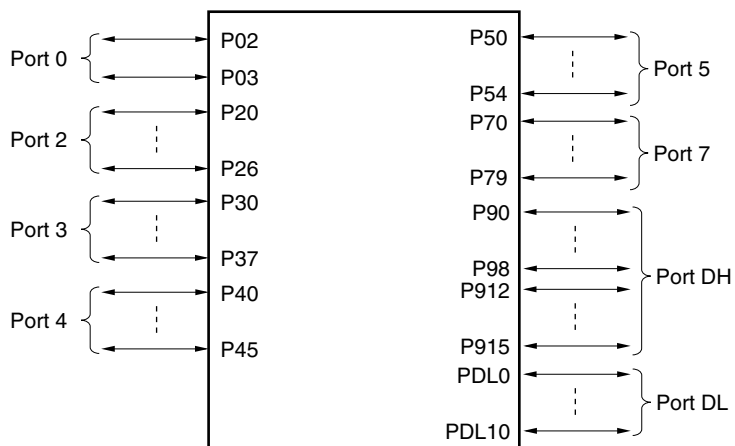 Port 0
P02
P03
Port 2
P20
P26
Port 3
P30
P37
Port 4
P40
P45
P50
P54
Port 5
P70
P79
Port 7
P90
P98
P912
P915
Port DH
PDL0
PDL10
Port DL